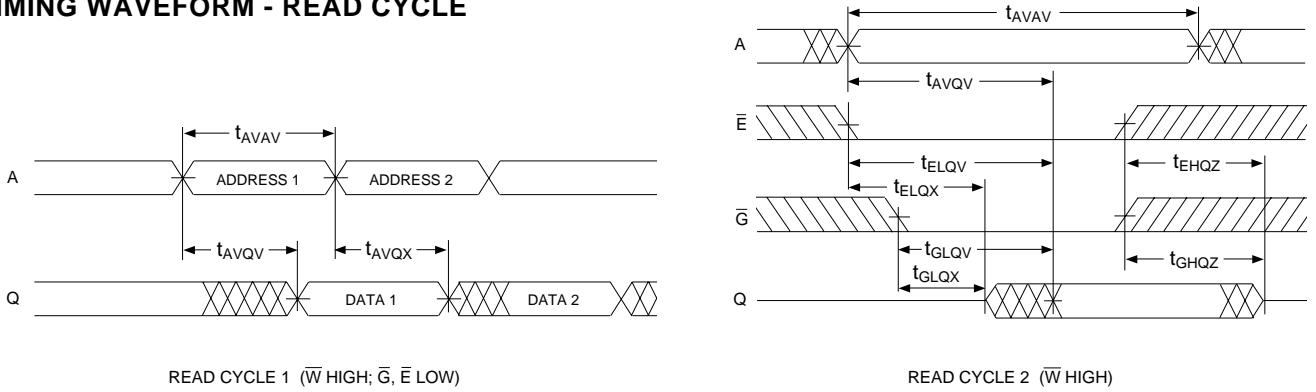 MING WAVEFORM - READ CYCLE
A
tAVAV
ADDRESS 1
ADDRESS 2
tAVQV
tAVQX
Q
DATA 1
DATA 2
READ CYCLE 1 (W̅ HIGH; G̅, E̅ LOW)
tAVAV
A
tAVQV
E̅
tELQV
tEHQZ
tELQX
G̅
tGLQV
tGHQZ
tGLQX
Q
READ CYCLE 2 (W̅ HIGH)